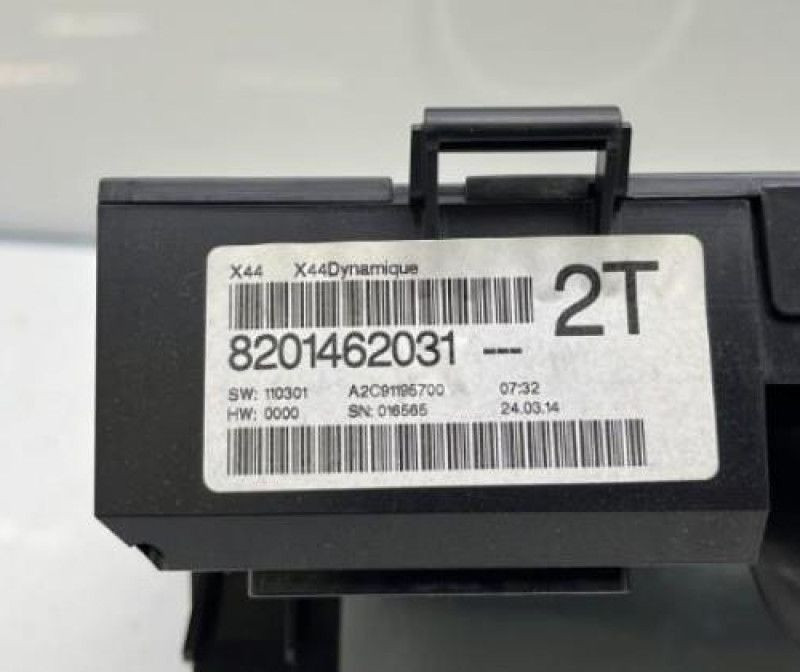 X44 X44Dynamique
2T
8201462031 ---
SW: 110301 A2C91195700 07:32
HW: 0000 SN: 016565 24.03.14